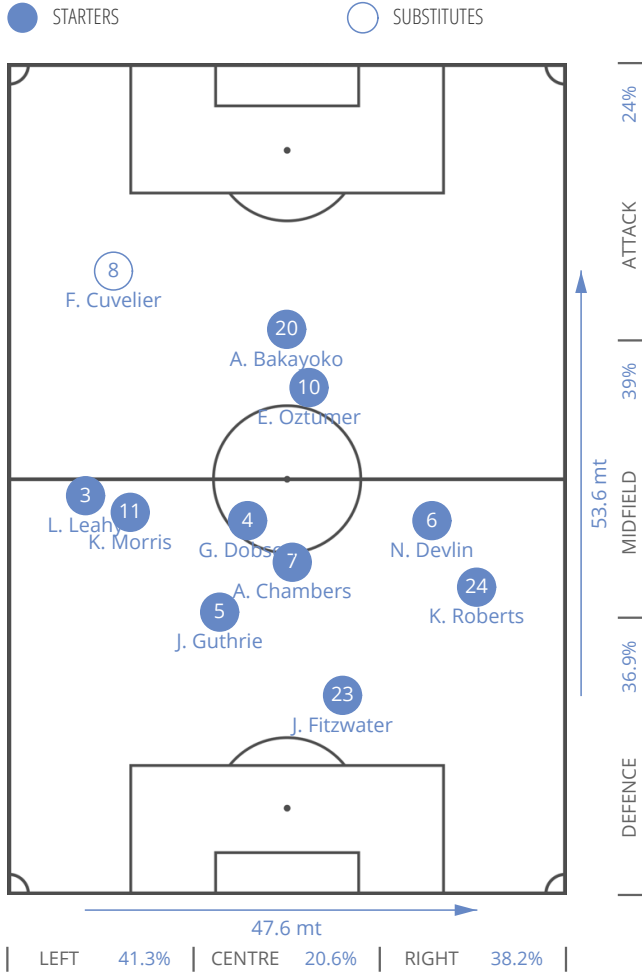 STARTERS
SUBSTITUTES
24%
ATTACK
39%
MIDFIELD
36.9%
DEFENCE
53.6 mt
8
F. Cuvelier
20
A. Bakayoko
10
E. Oztumer
3
L. Leahy
11
K. Morris
4
G. Dobso
6
N. Devlin
7
A. Chambers
24
K. Roberts
5
J. Guthrie
23
J. Fitzwater
47.6 mt
LEFT 41.3% CENTRE 20.6% RIGHT 38.2%